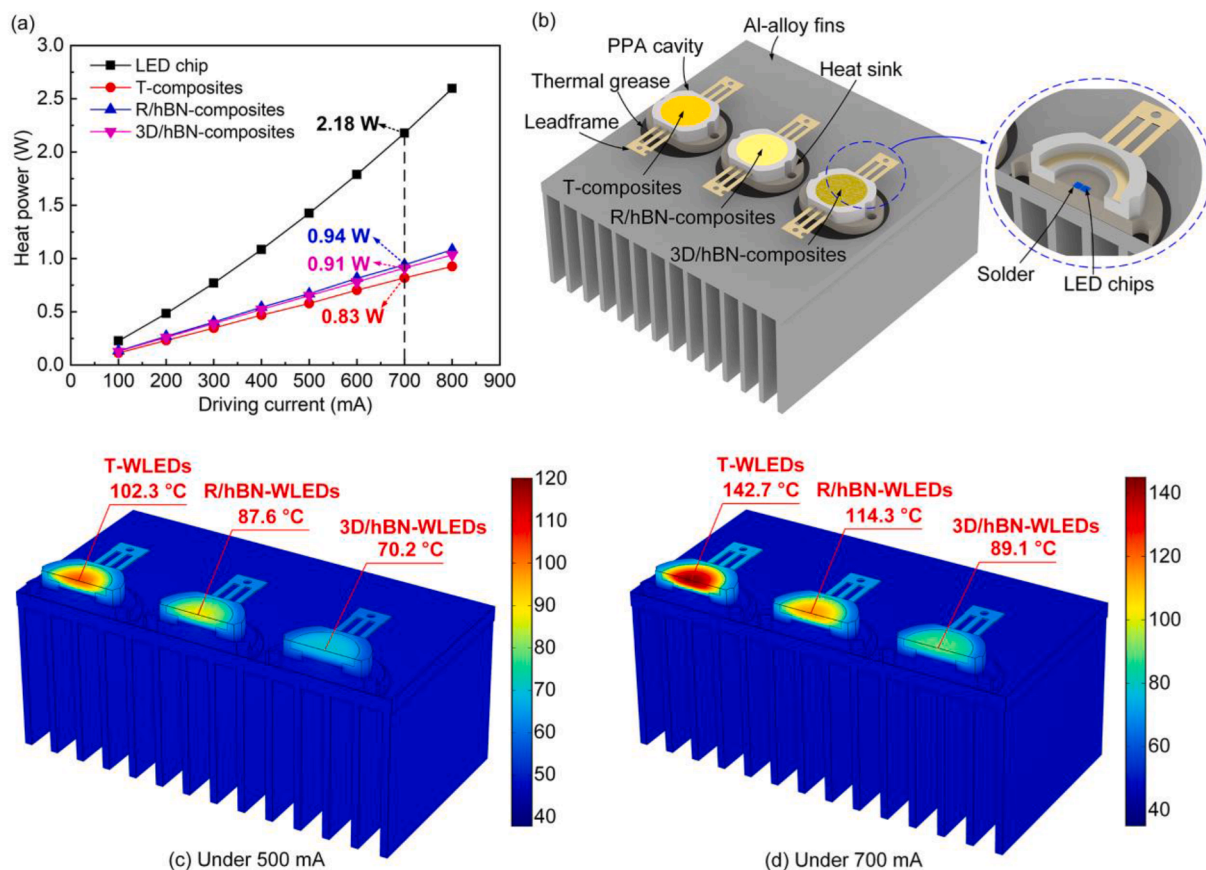 (a)
3.0
2.5
2.0
1.5
1.0
0.5
0.0
Heat power (W)
LED chip
T-composites
R/hBN-composites
3D/hBN-composites
2.18 W
0.94 W
0.91 W
0.83 W
0 100 200 300 400 500 600 700 800 900
Driving current (mA)
(b)
Al-alloy fins
PPA cavity
Heat sink
Thermal grease
Leadframe
T-composites
R/hBN-composites
3D/hBN-composites
Solder
LED chips
T-WLEDs
102.3 °C
R/hBN-WLEDs
87.6 °C
3D/hBN-WLEDs
70.2 °C
120
110
100
90
80
70
60
50
40
(c) Under 500 mA
T-WLEDs
142.7 °C
R/hBN-WLEDs
114.3 °C
3D/hBN-WLEDs
89.1 °C
140
120
100
80
60
40
(d) Under 700 mA